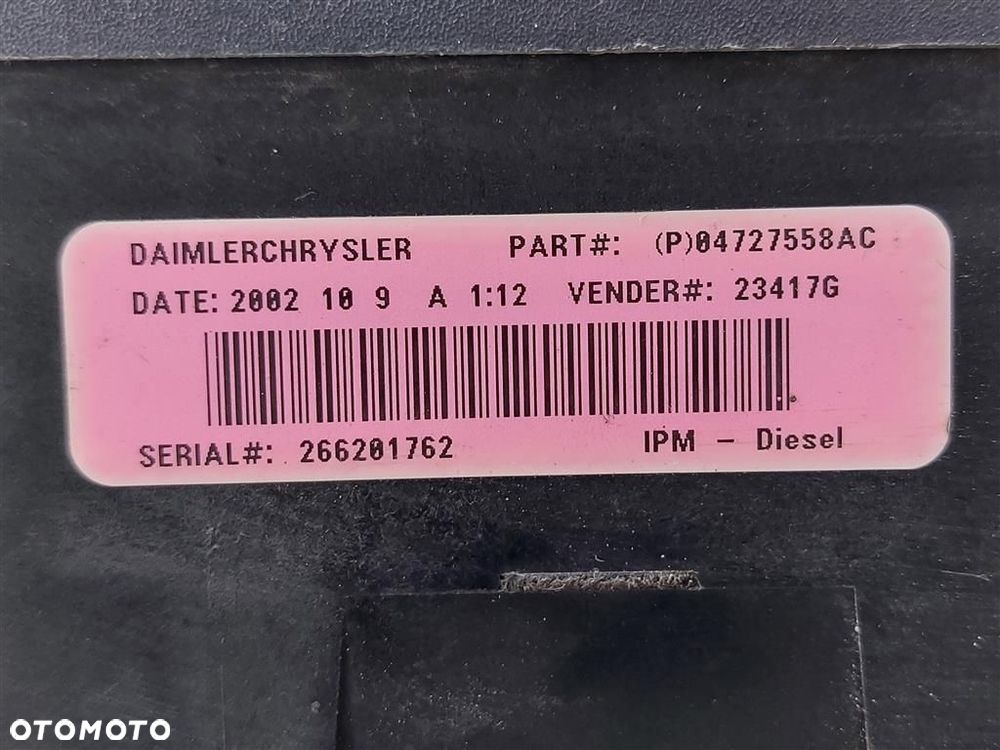 DAIMLERCHRYSLER PART#: (P)04727558AC
DATE: 2002 10 9 A 1:12 VENDER#: 23417G
SERIAL#: 266201762 IPM - Diesel
OTOMOTO